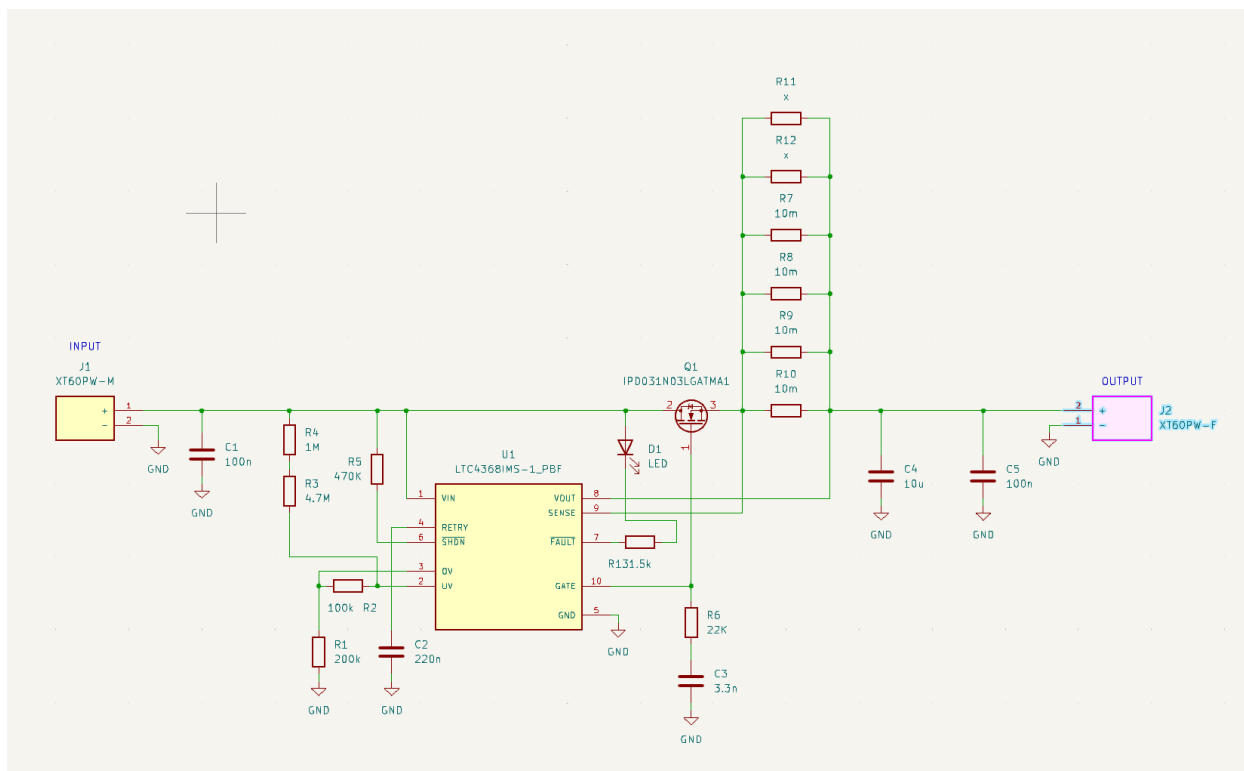 R11
x
R12
x
R7
10m
R8
10m
R9
10m
R10
10m
INPUT
J1
XT60PW-M
+ 1
- 2
GND
C1
100n
GND
R4
1M
R3
4.7M
R5
470K
Q1
IPD031N03LGATMA1
2
3
1
D1
LED
U1
LTC4368IMS-1_PBF
1 VIN
4 RETRY
6 SHDN
3 OV
2 UV
VOUT 8
SENSE 9
FAULT 7
GATE 10
GND 5
R131.5k
GND
100k R2
R1
200k
GND
C2
220n
GND
R6
22K
C3
3.3n
GND
C4
10u
GND
C5
100n
GND
OUTPUT
2 +
1 -
J2
XT60PW-F
GND